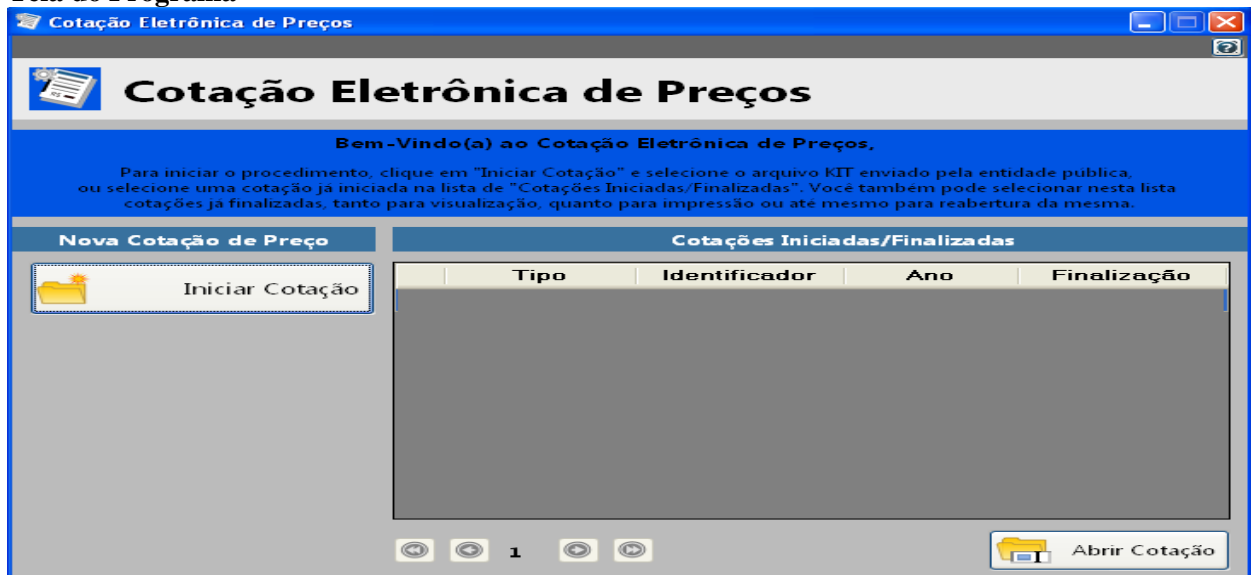 Tela do Programa
Cotação Eletrônica de Preços
Cotação Eletrônica de Preços
Bem-Vindo(a) ao Cotação Eletrônica de Preços,
Para iniciar o procedimento, clique em "Iniciar Cotação" e selecione o arquivo KIT enviado pela entidade pública,
ou selecione uma cotação já iniciada na lista de "Cotações Iniciadas/Finalizadas". Você também pode selecionar nesta lista
cotações já finalizadas, tanto para visualização, quanto para impressão ou até mesmo para reabertura da mesma.
Nova Cotação de Preço
Cotações Iniciadas/Finalizadas
Iniciar Cotação
Tipo Identificador Ano Finalização
1
Abrir Cotação